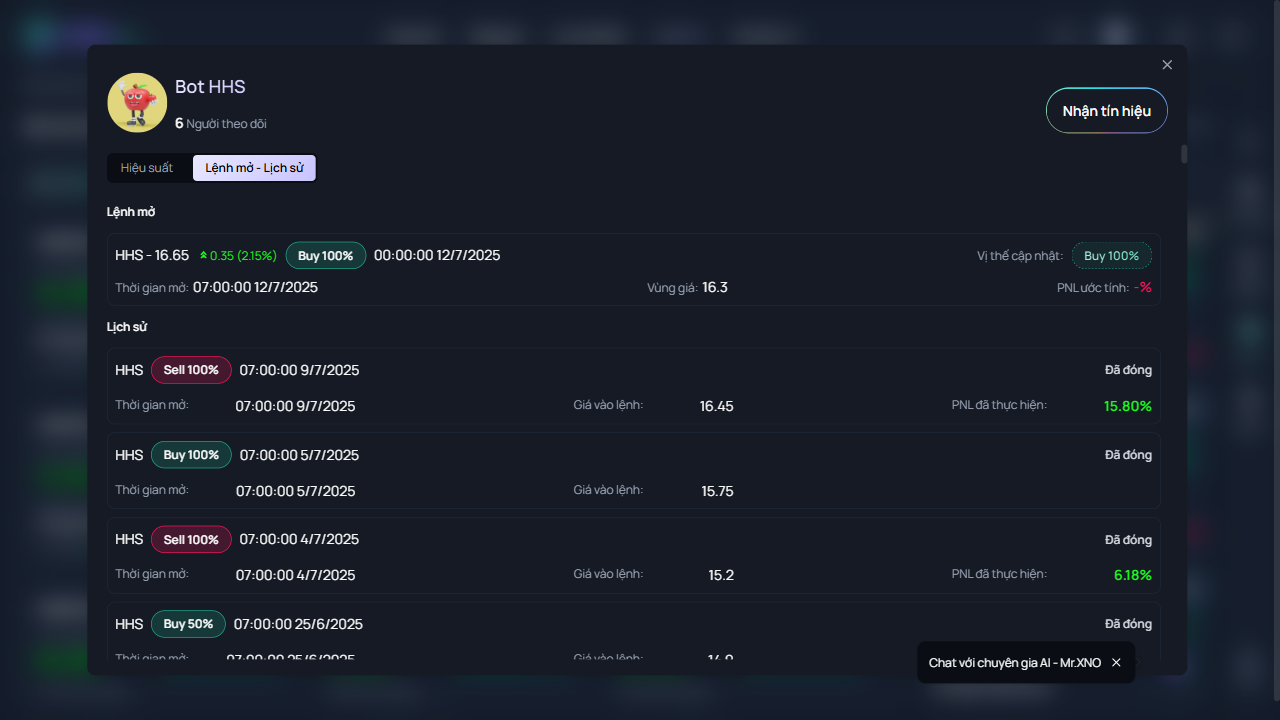 Bot HHS
6 Người theo dõi
Nhận tín hiệu
Hiệu suất
Lệnh mở - Lịch sử
Lệnh mở
HHS - 16.65 0.35 (2.15%) Buy 100% 00:00:00 12/7/2025 Vị thế cập nhật: Buy 100%
Thời gian mở: 07:00:00 12/7/2025 Vùng giá: 16.3 PNL ước tính: -%
Lịch sử
HHS Sell 100% 07:00:00 9/7/2025 Đã đóng
Thời gian mở: 07:00:00 9/7/2025 Giá vào lệnh: 16.45 PNL đã thực hiện: 15.80%
HHS Buy 100% 07:00:00 5/7/2025 Đã đóng
Thời gian mở: 07:00:00 5/7/2025 Giá vào lệnh: 15.75
HHS Sell 100% 07:00:00 4/7/2025 Đã đóng
Thời gian mở: 07:00:00 4/7/2025 Giá vào lệnh: 15.2 PNL đã thực hiện: 6.18%
HHS Buy 50% 07:00:00 25/6/2025 Đã đóng
Thời gian mở: 07:00:00 25/6/2025 Giá vào lệnh:
Chat với chuyên gia AI - Mr.XNO